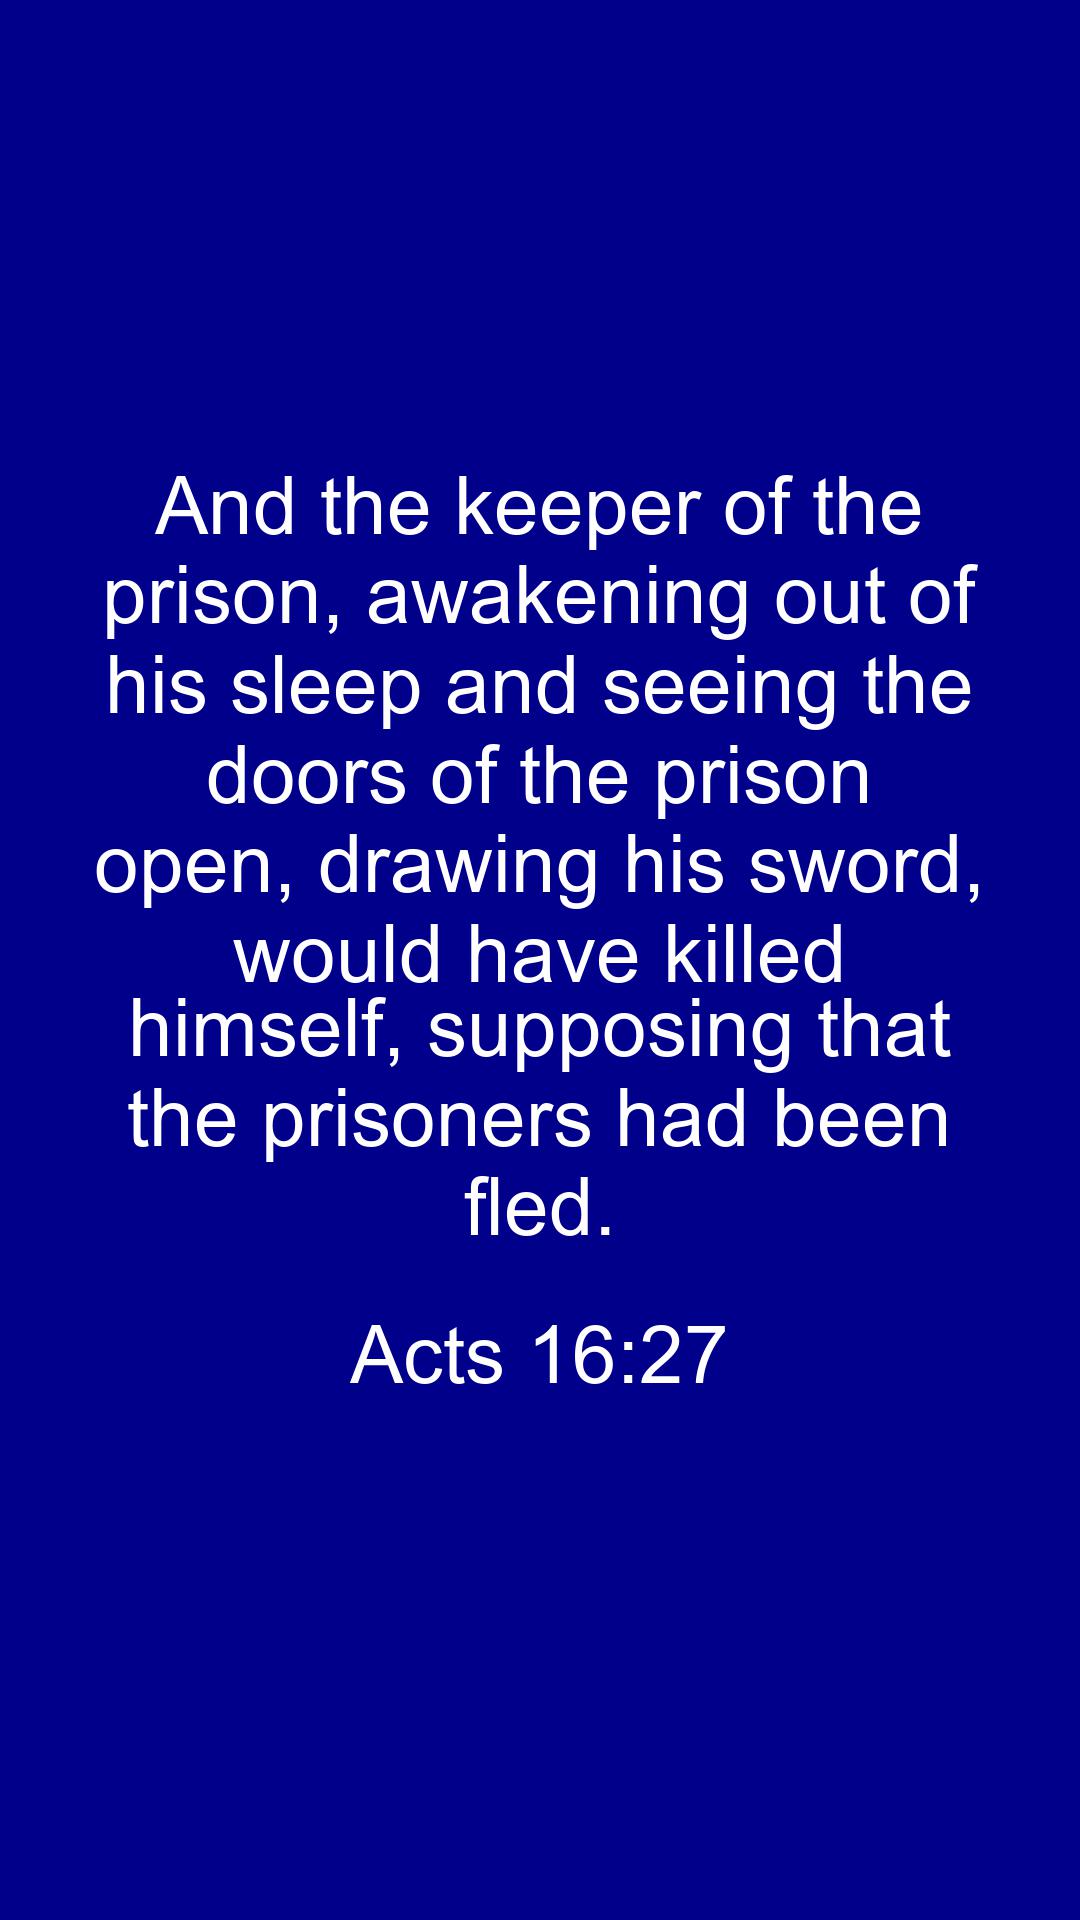 And the keeper of the
prison, awakening out of
his sleep and seeing the
doors of the prison
open, drawing his sword,
would have killed
himself, supposing that
the prisoners had been
fled.
Acts 16:27